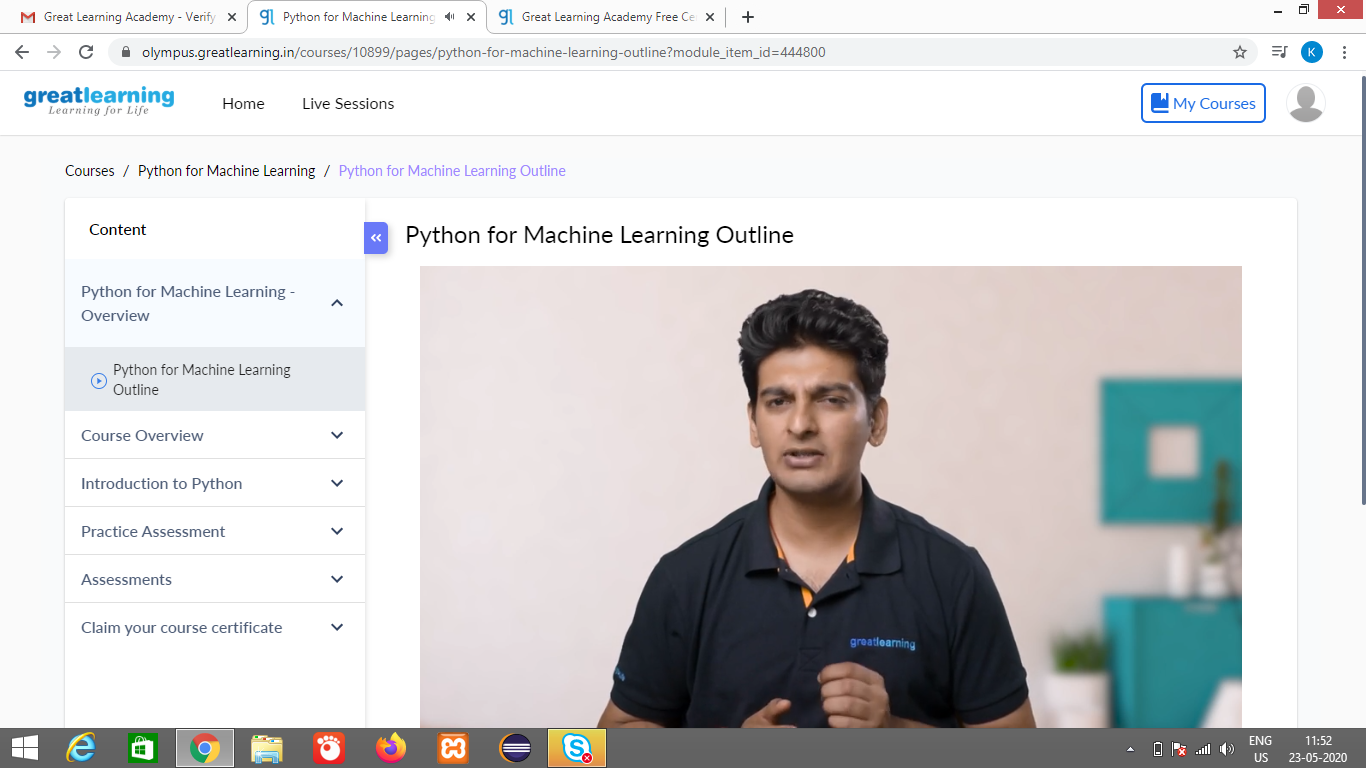 Great Learning Academy - Verify
Python for Machine Learning
Great Learning Academy Free Ce
olympus.greatlearning.in/courses/10899/pages/python-for-machine-learning-outline?module_item_id=444800
K
greatlearning
Learning for Life
Home
Live Sessions
My Courses
Courses / Python for Machine Learning / Python for Machine Learning Outline
Content
Python for Machine Learning -
Overview
Python for Machine Learning
Outline
Course Overview
Introduction to Python
Practice Assessment
Assessments
Claim your course certificate
Python for Machine Learning Outline
greatlearning
ENG
US
11:52
23-05-2020